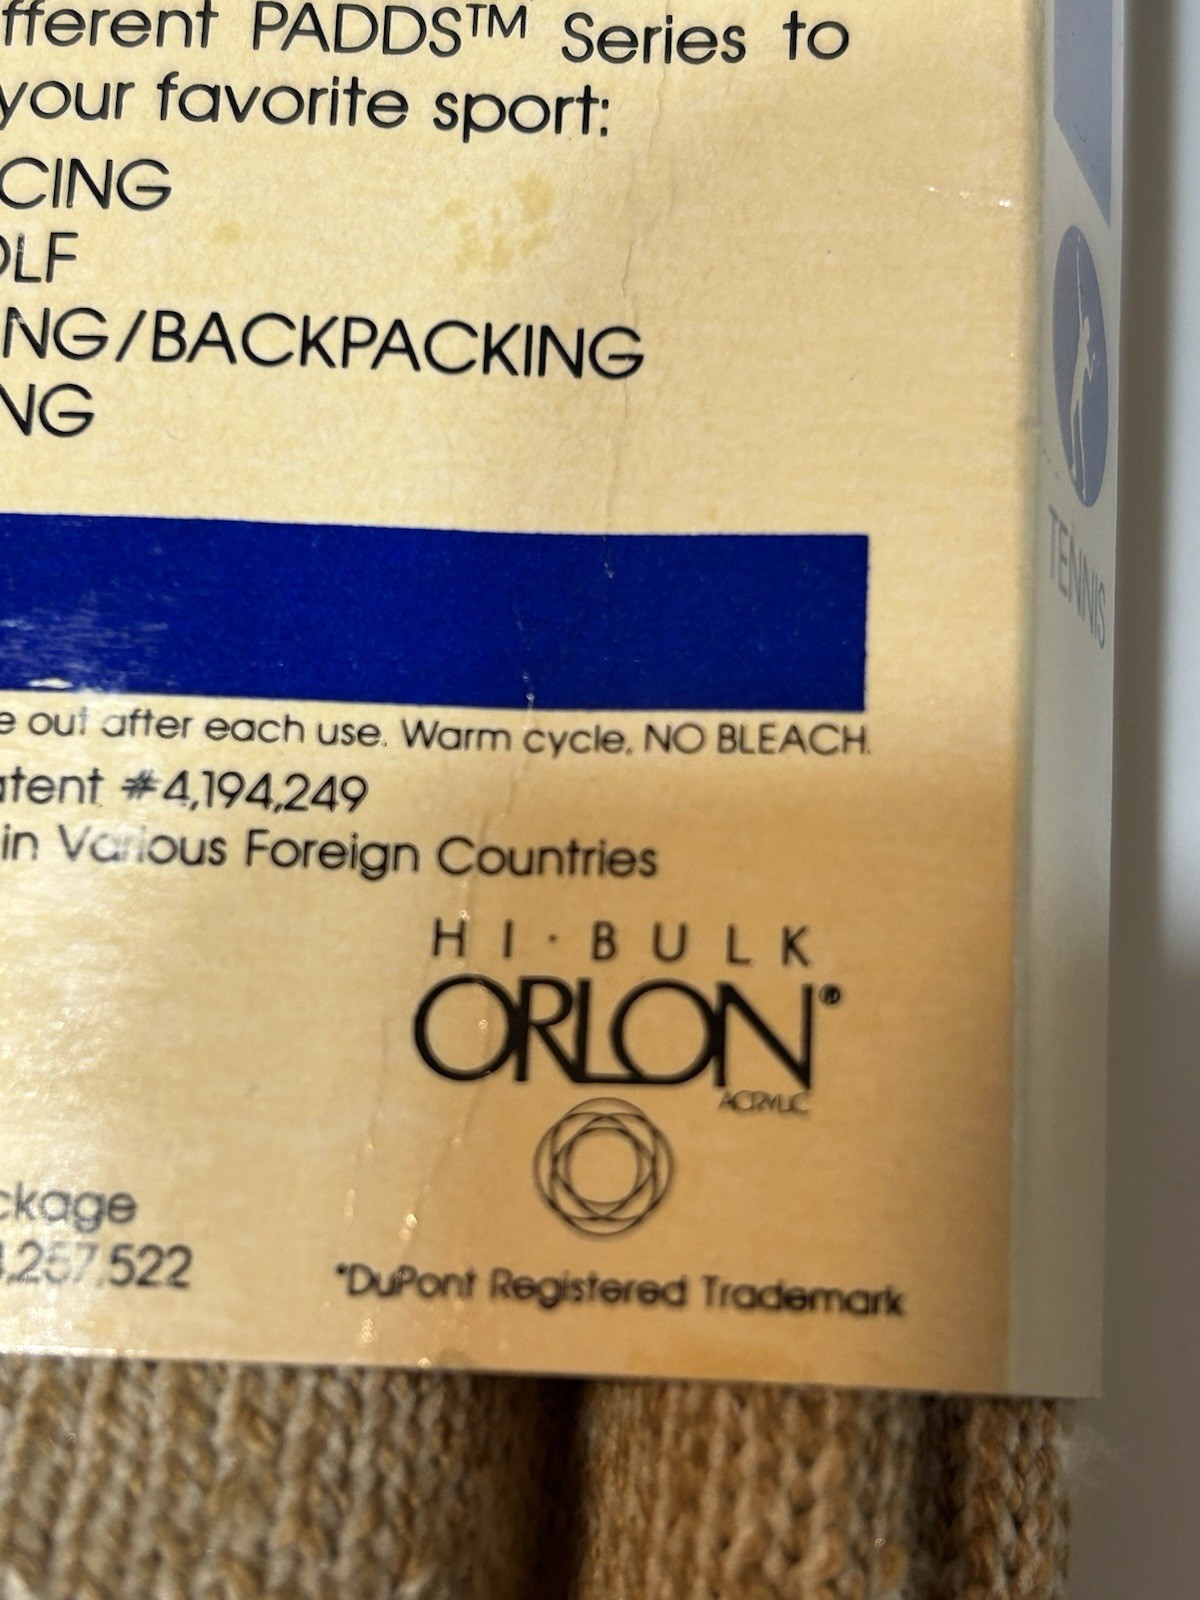 fferent PADDS™ Series to
your favorite sport:
CING
OLF
NG/BACKPACKING
NG
TENNIS
e out after each use. Warm cycle, NO BLEACH.
atent #4,194,249
in Various Foreign Countries
HI·BULK
ORLON®
ACRYLIC
ckage
,257,522
*DuPont Registered Trademark